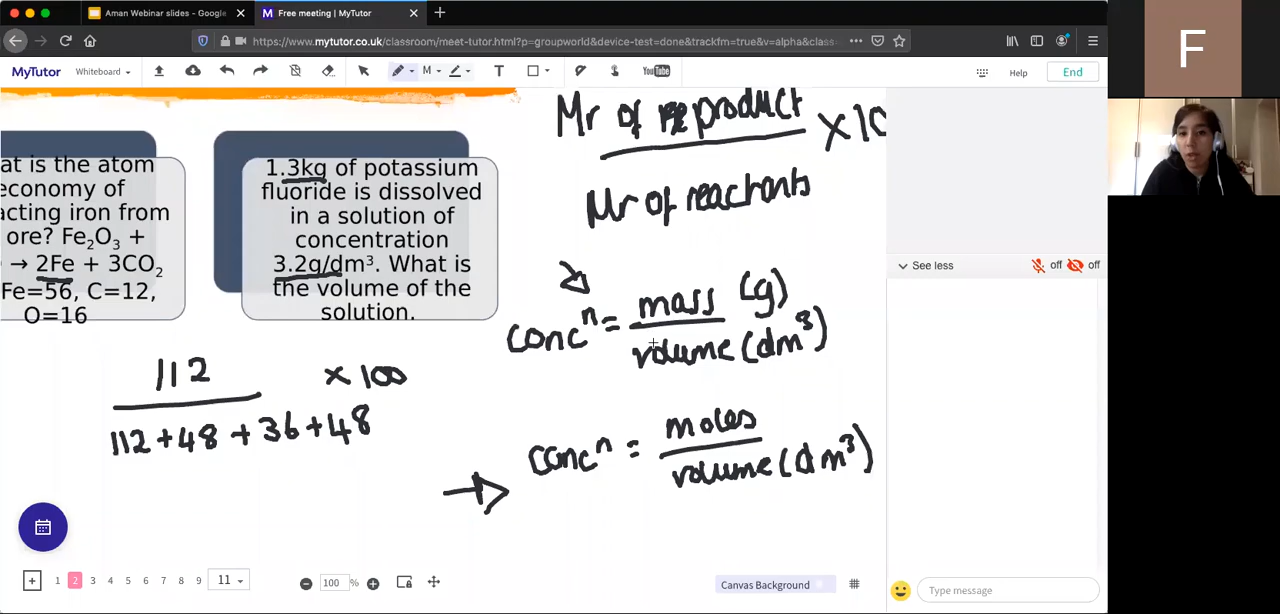 Aman Webinar slides - Google
Free meeting | MyTutor
https://www.mytutor.co.uk/classroom/meet-tutor.html?p=groupworld&device-test=done&trackfm=true&v=alpha&class
MyTutor
Whiteboard
M
T
YouTube
Help
End
at is the atom
economy of
acting iron from
ore? Fe₂O₃ +
→ 2Fe + 3CO₂
Fe=56, C=12,
O=16
1.3kg of potassium
fluoride is dissolved
in a solution of
concentration
3.2g/dm³. What is
the volume of the
solution.
Mr of product
x10
Mr of reactants
concⁿ = mass (g)
volume (dm³)
112
x 100
112+48+36+48
concⁿ = moles
volume (dm³)
F
See less
off
off
1 2 3 4 5 6 7 8 9 11
100 %
Canvas Background
Type message